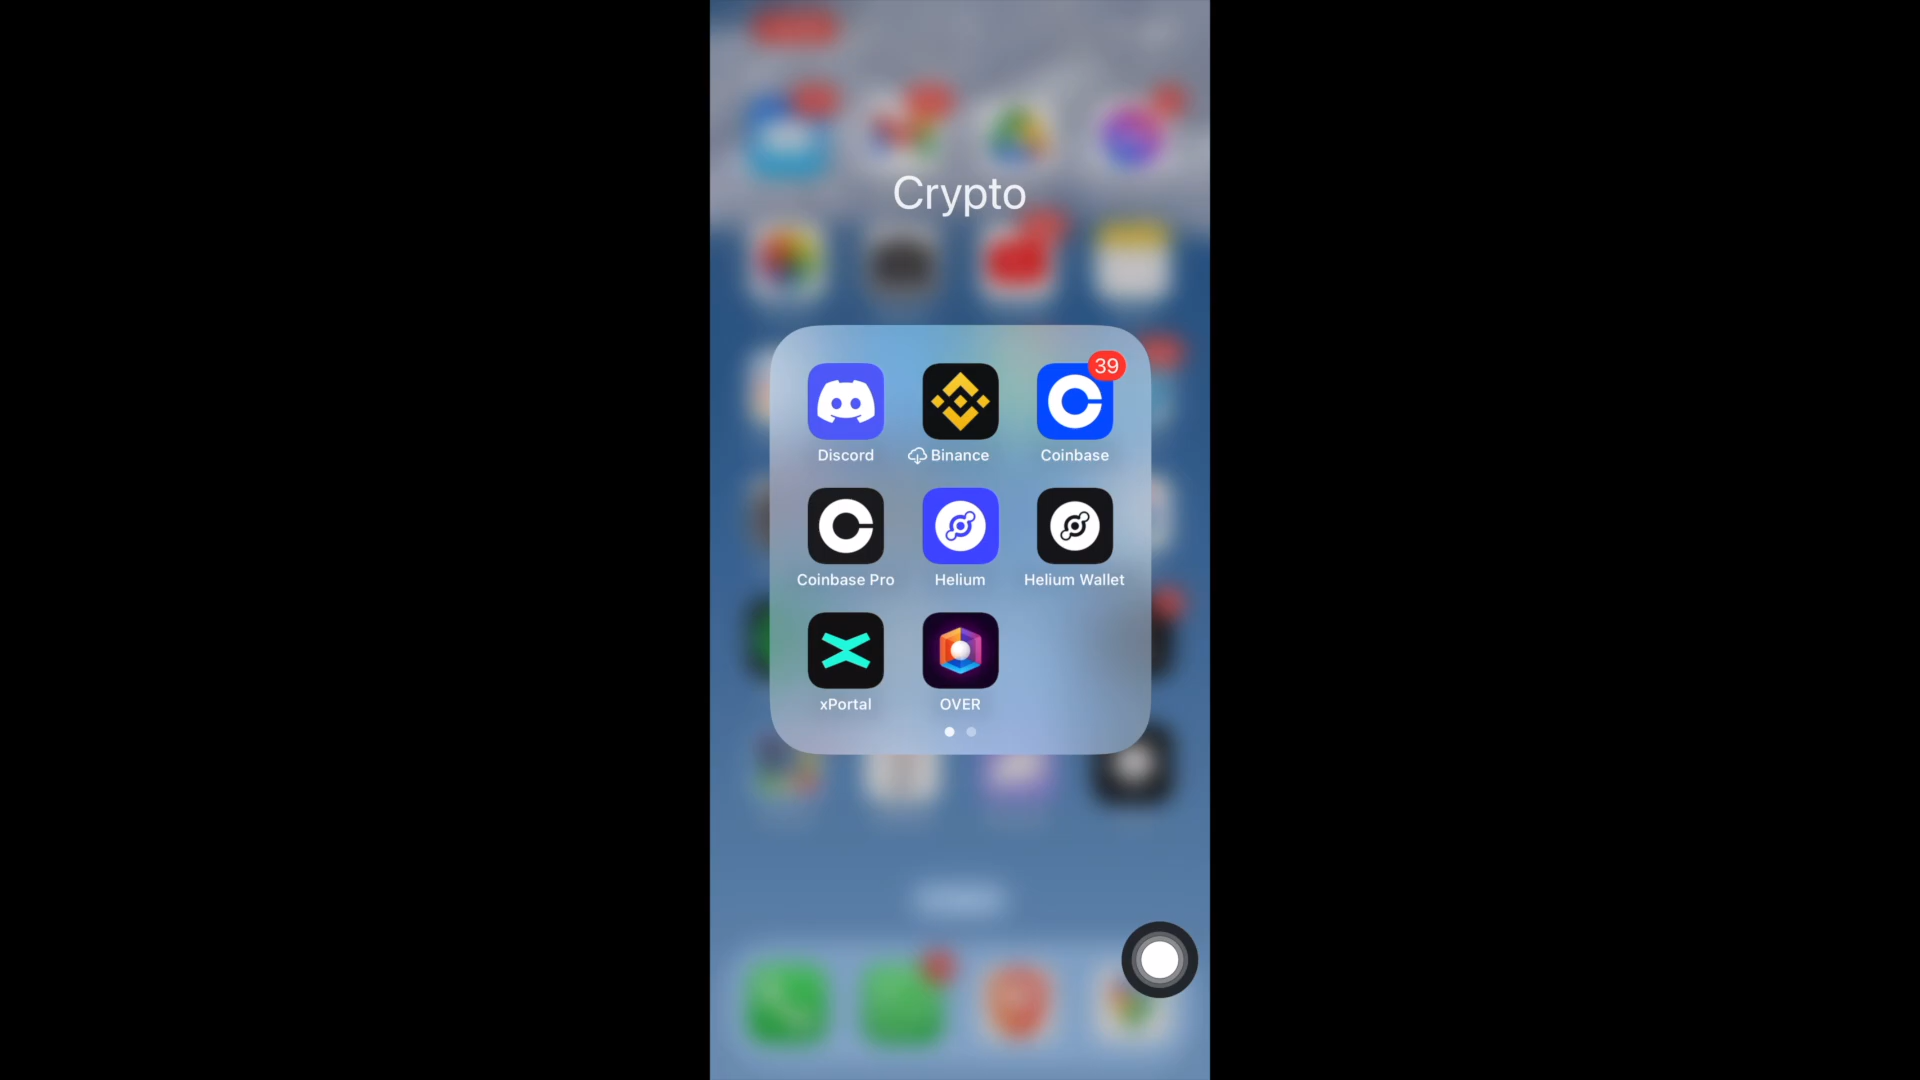 Crypto
39
Discord Binance Coinbase
Coinbase Pro Helium Helium Wallet
xPortal OVER